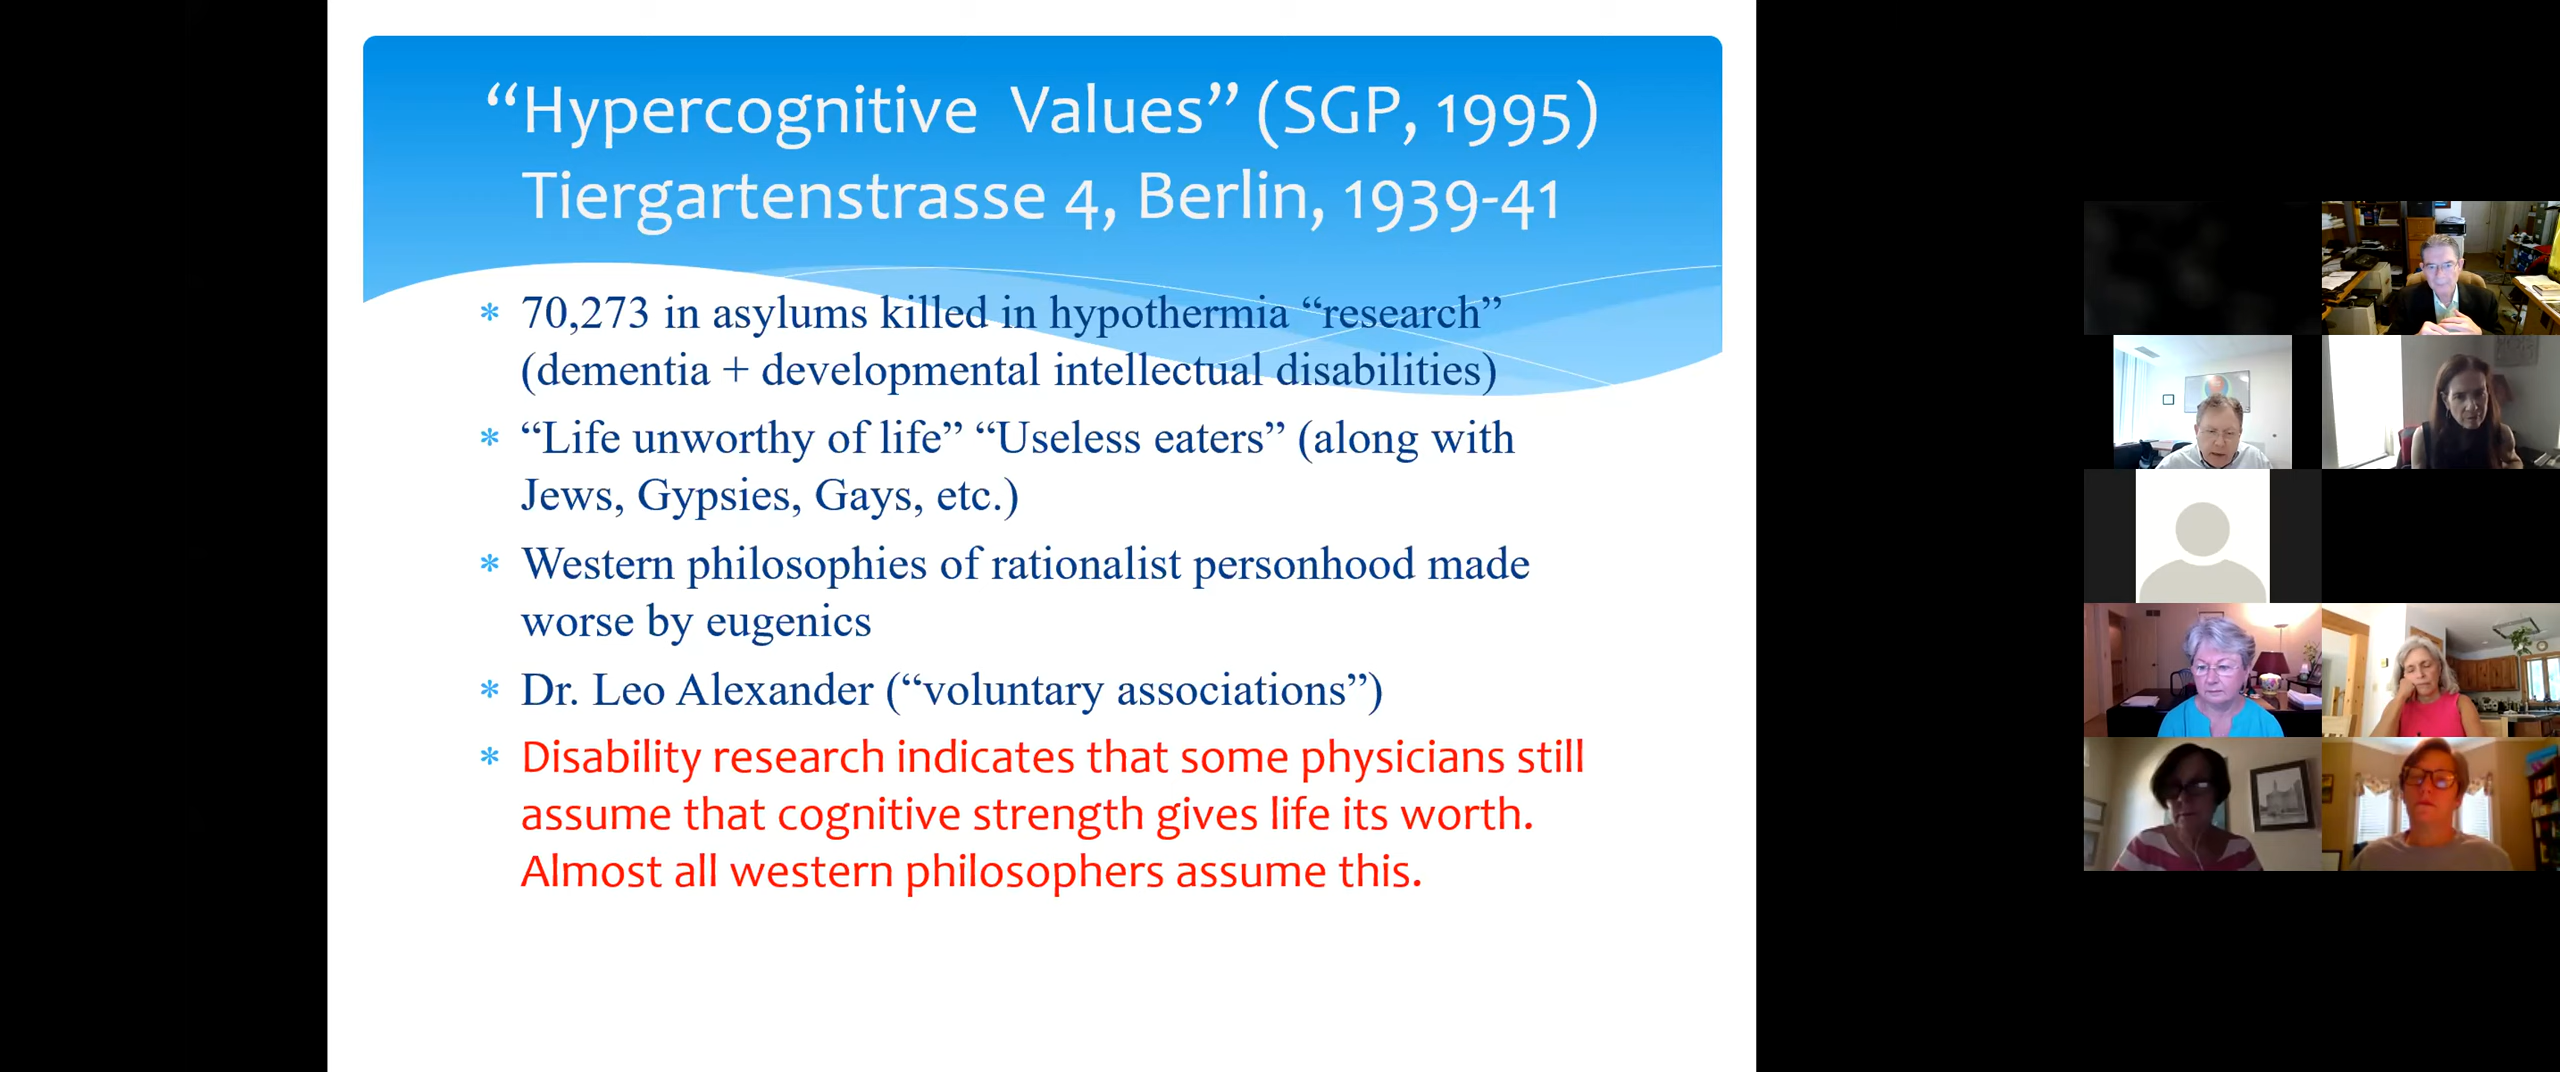 “Hypercognitive Values” (SGP, 1995)
Tiergartenstrasse 4, Berlin, 1939-41
* 70,273 in asylums killed in hypothermia “research”
(dementia + developmental intellectual disabilities)
* “Life unworthy of life” “Useless eaters” (along with
Jews, Gypsies, Gays, etc.)
* Western philosophies of rationalist personhood made
worse by eugenics
* Dr. Leo Alexander (“voluntary associations”)
* Disability research indicates that some physicians still
assume that cognitive strength gives life its worth.
Almost all western philosophers assume this.